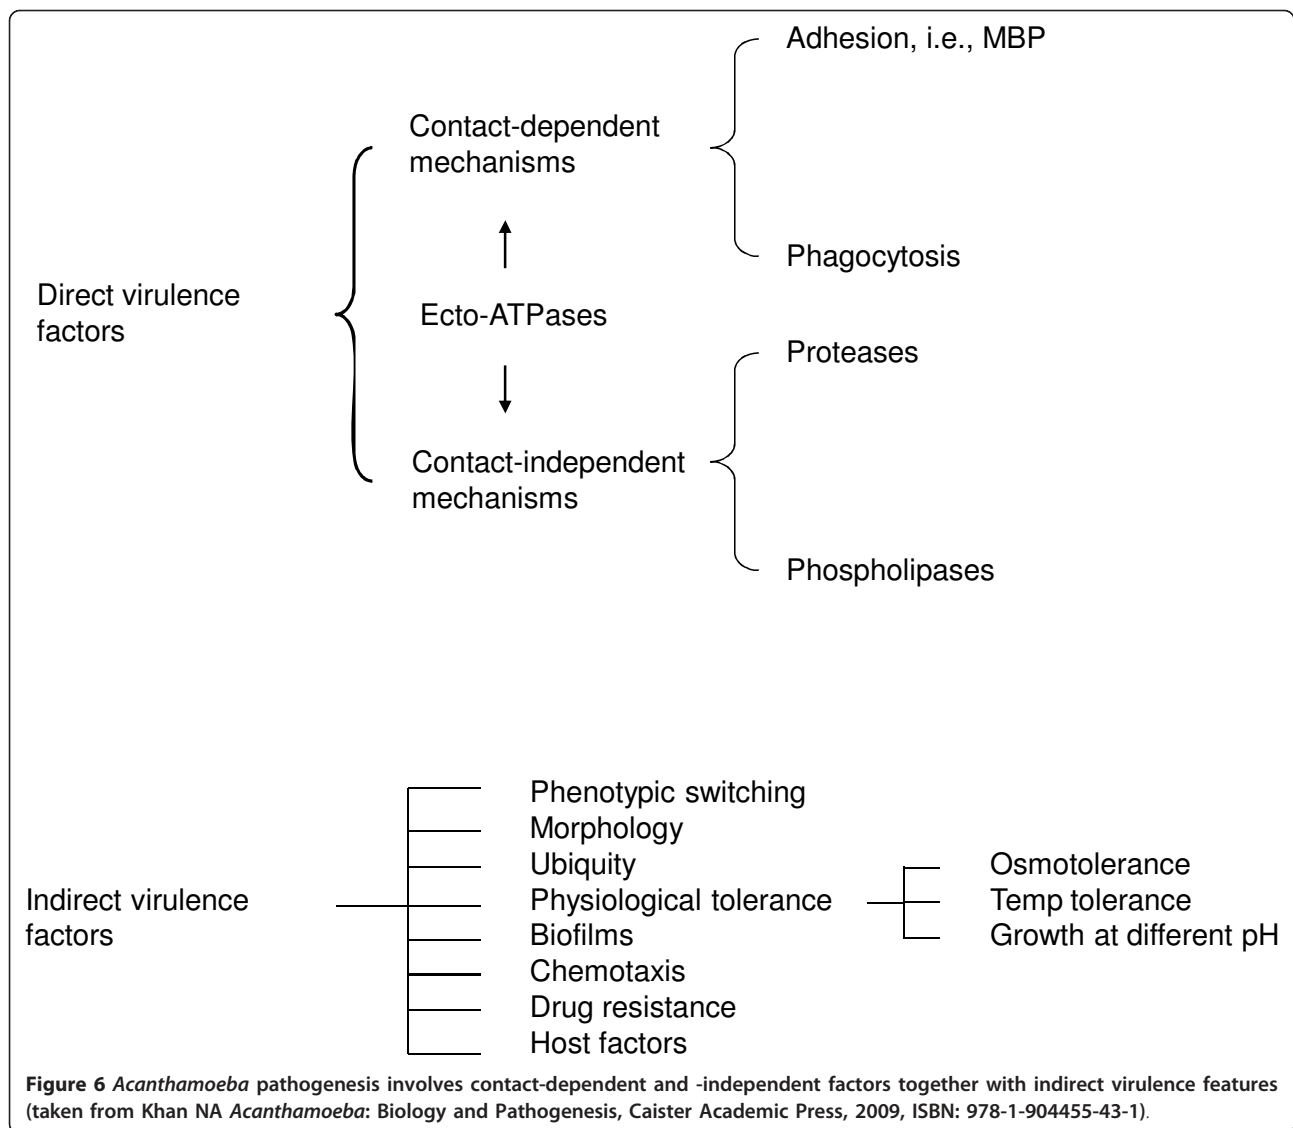 Adhesion, i.e., MBP
Contact-dependent
mechanisms
Phagocytosis
Direct virulence
factors
Ecto-ATPases
Proteases
Contact-independent
mechanisms
Phospholipases
Phenotypic switching
Morphology
Ubiquity
Indirect virulence
factors
Physiological tolerance
Biofilms
Chemotaxis
Drug resistance
Host factors
Osmotolerance
Temp tolerance
Growth at different pH
Figure 6 Acanthamoeba pathogenesis involves contact-dependent and -independent factors together with indirect virulence features
(taken from Khan NA Acanthamoeba: Biology and Pathogenesis, Caister Academic Press, 2009, ISBN: 978-1-904455-43-1).